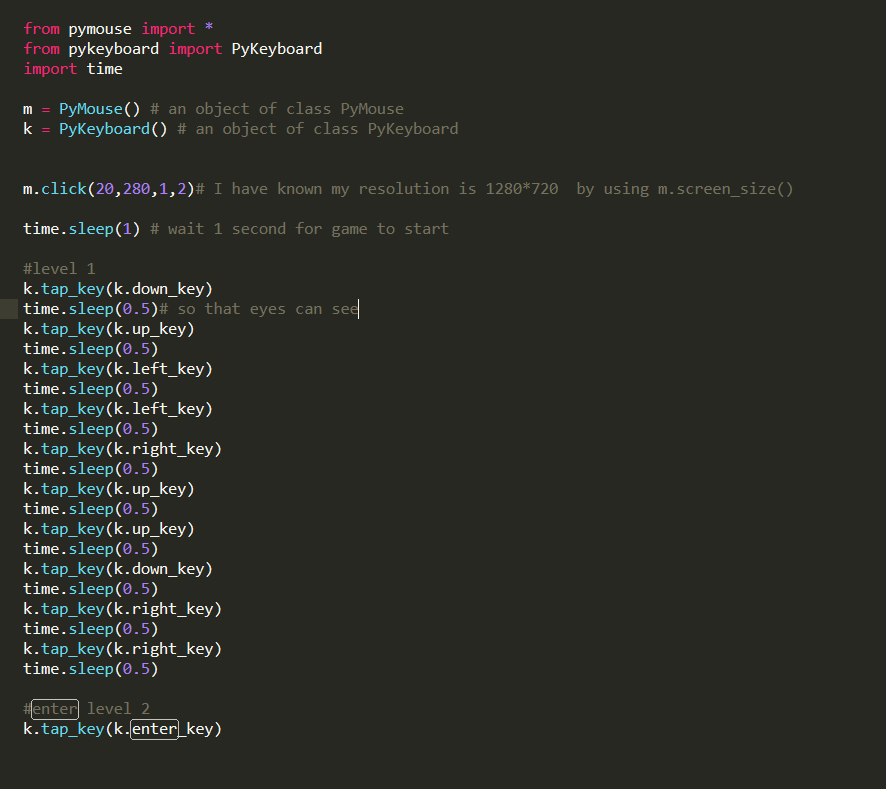 from pymouse import *
from pykeyboard import PyKeyboard
import time
m = PyMouse() # an object of class PyMouse
k = PyKeyboard() # an object of class PyKeyboard
m.click(20,280,1,2)# I have known my resolution is 1280*720  by using m.screen_size()
time.sleep(1) # wait 1 second for game to start
#level 1
k.tap_key(k.down_key)
time.sleep(0.5)# so that eyes can see
k.tap_key(k.up_key)
time.sleep(0.5)
k.tap_key(k.left_key)
time.sleep(0.5)
k.tap_key(k.left_key)
time.sleep(0.5)
k.tap_key(k.right_key)
time.sleep(0.5)
k.tap_key(k.up_key)
time.sleep(0.5)
k.tap_key(k.up_key)
time.sleep(0.5)
k.tap_key(k.down_key)
time.sleep(0.5)
k.tap_key(k.right_key)
time.sleep(0.5)
k.tap_key(k.right_key)
time.sleep(0.5)
#enter level 2
k.tap_key(k.enter_key)